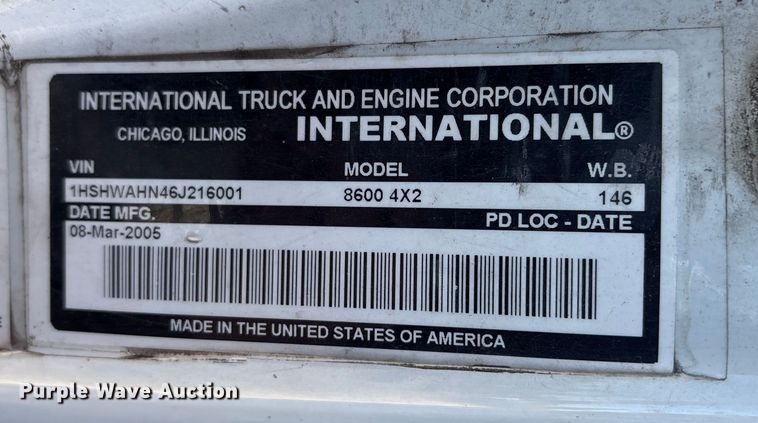 INTERNATIONAL TRUCK AND ENGINE CORPORATION
CHICAGO, ILLINOIS INTERNATIONAL®
VIN MODEL W.B.
1HSHWAHN46J216001 8600 4X2 146
DATE MFG. PD LOC - DATE
08-Mar-2005
MADE IN THE UNITED STATES OF AMERICA
Purple Wave Auction